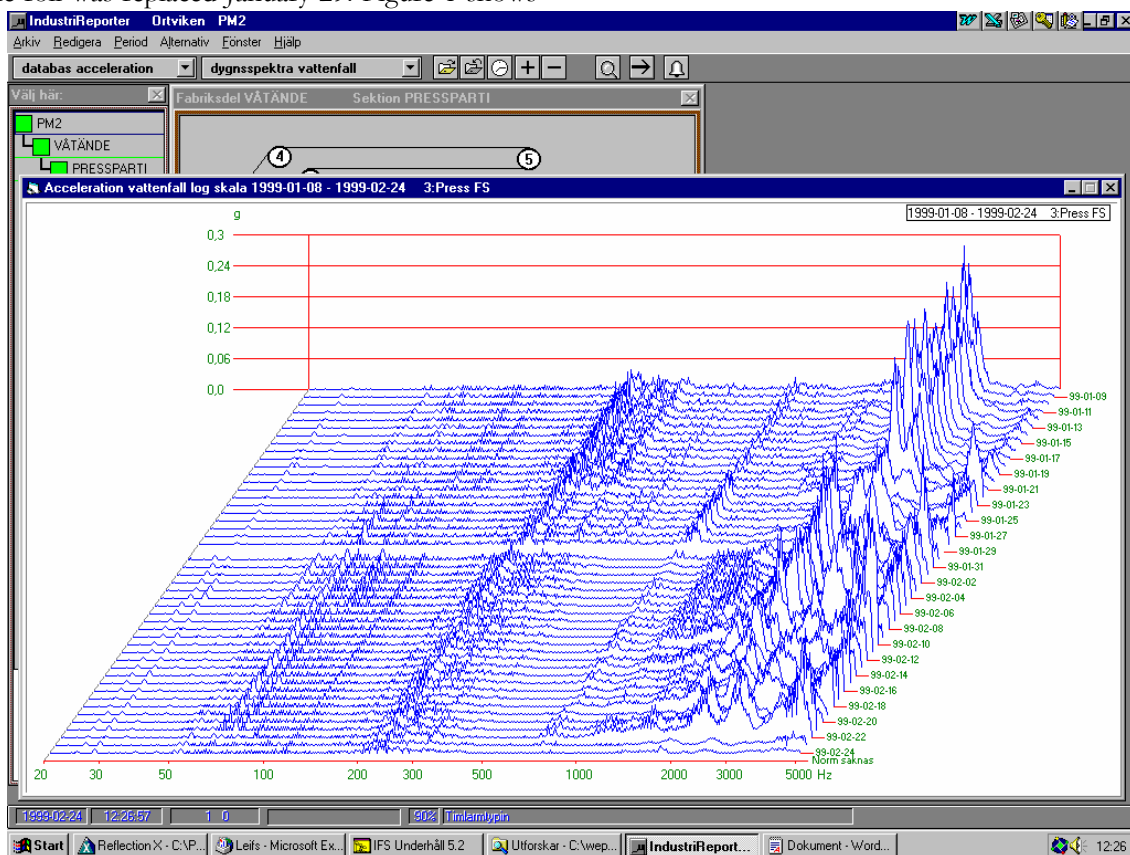 IndustriReporter Ortviken PM2
Arkiv Redigera Period Alternativ Fönster Hjälp
databas acceleration dygnsspektra vattenfall
Välj här:
PM2
VÅTÄNDE
PRESSPARTI
Fabriksdel VÅTÄNDE Sektion PRESSPARTI
4
5
Acceleration vattenfall log skala 1999-01-08 - 1999-02-24 3:Press FS
1999-01-08 - 1999-02-24 3:Press FS
g
0,3
0,24
0,18
0,12
0,06
0,0
99-01-09
99-01-11
99-01-13
99-01-15
99-01-17
99-01-19
99-01-21
99-01-23
99-01-25
99-01-27
99-01-29
99-01-31
99-02-02
99-02-04
99-02-06
99-02-08
99-02-10
99-02-12
99-02-14
99-02-16
99-02-18
99-02-20
99-02-22
99-02-24
Norm saknas
20 30 50 100 200 300 500 1000 2000 3000 5000 Hz
1999-02-24 12:26:57 1 0 90% Timlarmlypin
Start Reflection X - C:\P... Leifs - Microsoft Ex... IFS Underhåll 5.2 Utforskar - C:\wep... IndustriReport... Dokument - Word... 12:26